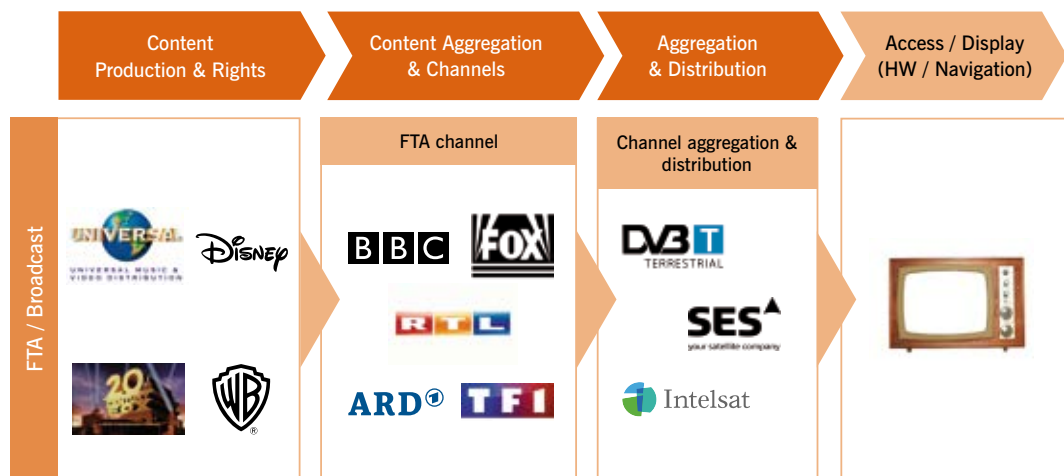 Content
Production & Rights
Content Aggregation
& Channels
Aggregation
& Distribution
Access / Display
(HW / Navigation)
FTA / Broadcast
FTA channel
Channel aggregation &
distribution
UNIVERSAL
UNIVERSAL MUSIC &
VIDEO DISTRIBUTION
Disney
20
FOX
WB
®
BBC
FOX
RTL
ARD
TF1
DVB T
TERRESTRIAL
SES
your satellite company
Intelsat